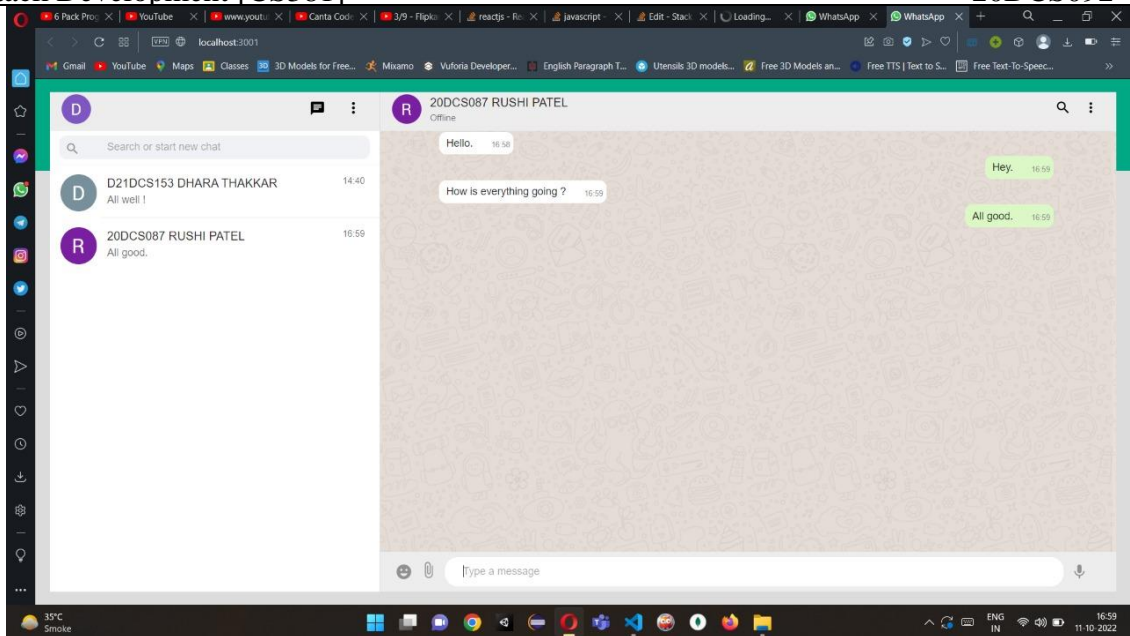 6 Pack Prog
YouTube
www.youtu
Canta Code
3/9 - Flipka
reactjs - Re
javascript -
Edit - Stack
Loading...
WhatsApp
WhatsApp
VPN
localhost:3001
Gmail
YouTube
Maps
Classes
3D Models for Free...
Mixamo
Vuforia Developer...
English Paragraph T...
Utensils 3D models...
Free 3D Models an...
Free TTS | Text to S...
Free Text-To-Speec...
D
R
20DCS087 RUSHI PATEL
Offline
Search or start new chat
D
D21DCS153 DHARA THAKKAR
14:40
All well !
R
20DCS087 RUSHI PATEL
16:59
All good.
Hello. 16:58
Hey. 16:59
How is everything going ? 16:59
All good. 16:59
Type a message
35°C
Smoke
ENG
IN
16:59
11-10-2022